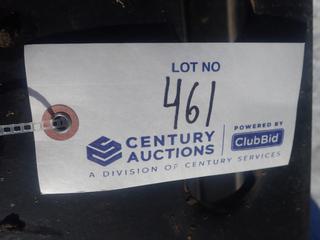 LOT NO
461
CENTURY AUCTIONS
POWERED BY
ClubBid
A DIVISION OF CENTURY SERVICES